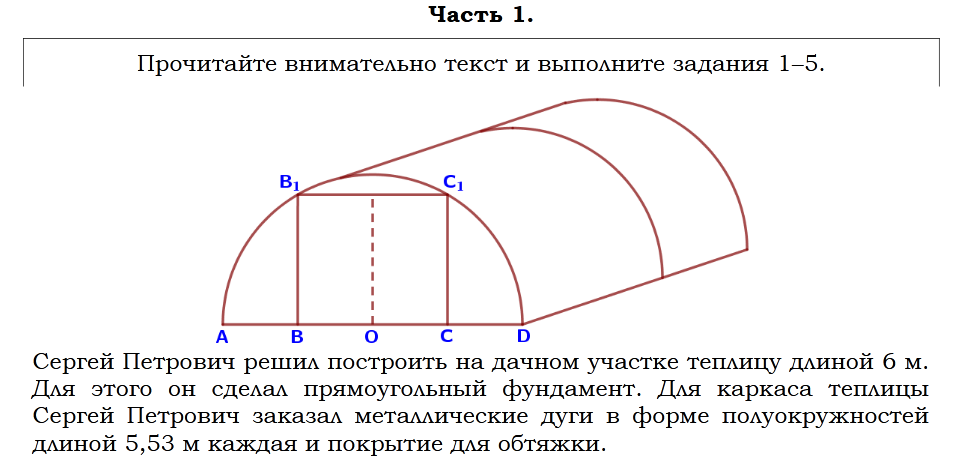 Часть 1.
Прочитайте внимательно текст и выполните задания 1–5.
B₁ C₁
A B O C D
Сергей Петрович решил построить на дачном участке теплицу длиной 6 м.
Для этого он сделал прямоугольный фундамент. Для каркаса теплицы
Сергей Петрович заказал металлические дуги в форме полуокружностей
длиной 5,53 м каждая и покрытие для обтяжки.